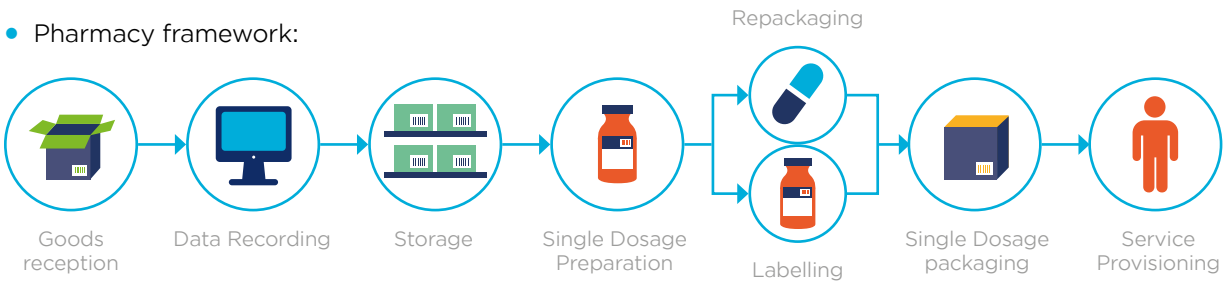 • Pharmacy framework:
Repackaging
Goods
reception
Data Recording
Storage
Single Dosage
Preparation
Labelling
Single Dosage
packaging
Service
Provisioning